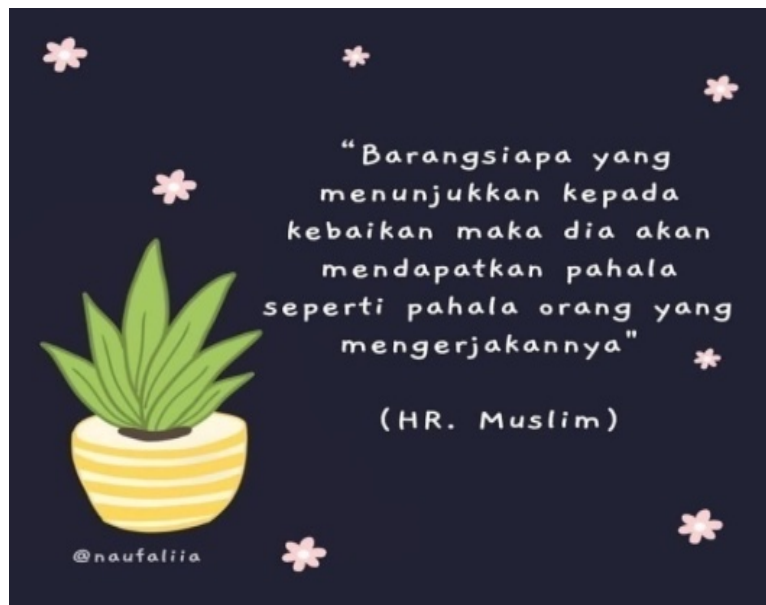 “Barangsiapa yang
menunjukkan kepada
kebaikan maka dia akan
mendapatkan pahala
seperti pahala orang yang
mengerjakannya"
(HR. Muslim)
@naufaliia